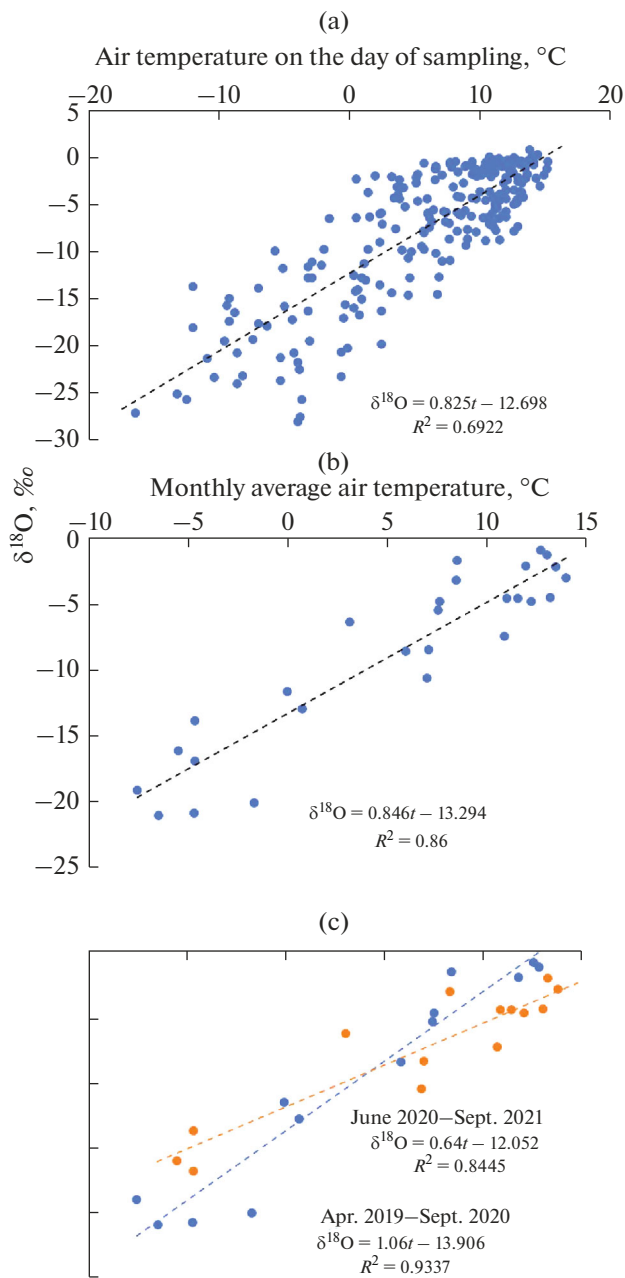 (a)
Air temperature on the day of sampling, °C
−20 −10 0 10 20
5
0
−5
−10
−15
−20
−25
−30
δ¹⁸O = 0.825t − 12.698
R² = 0.6922
(b)
Monthly average air temperature, °C
δ¹⁸O, ‰
−10 −5 0 5 10 15
0
−5
−10
−15
−20
−25
δ¹⁸O = 0.846t − 13.294
R² = 0.86
(c)
June 2020−Sept. 2021
δ¹⁸O = 0.64t − 12.052
R² = 0.8445
Apr. 2019−Sept. 2020
δ¹⁸O = 1.06t − 13.906
R² = 0.9337